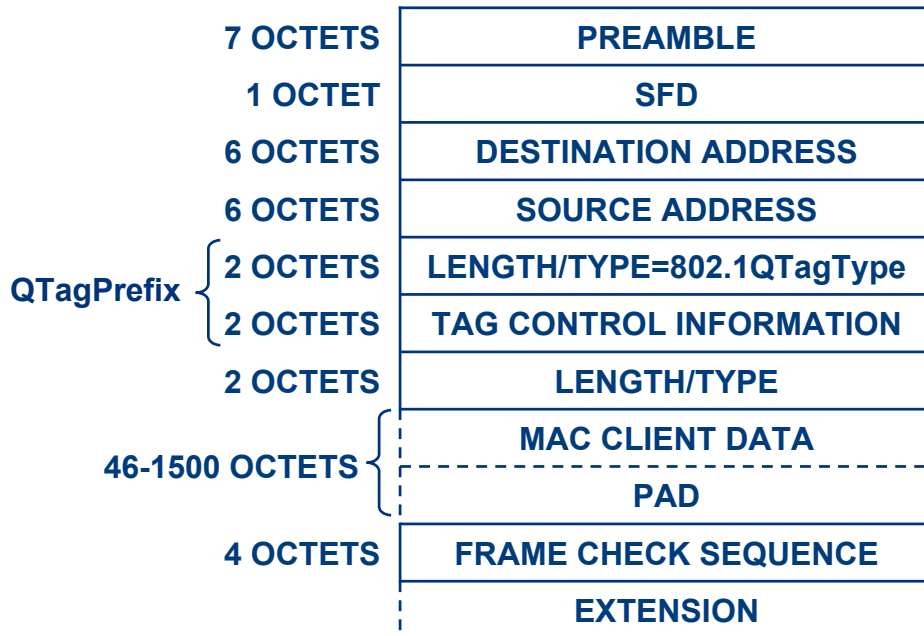 7 OCTETS PREAMBLE
1 OCTET SFD
6 OCTETS DESTINATION ADDRESS
6 OCTETS SOURCE ADDRESS
QTagPrefix
2 OCTETS LENGTH/TYPE=802.1QTagType
2 OCTETS TAG CONTROL INFORMATION
2 OCTETS LENGTH/TYPE
46-1500 OCTETS
MAC CLIENT DATA
PAD
4 OCTETS FRAME CHECK SEQUENCE
EXTENSION